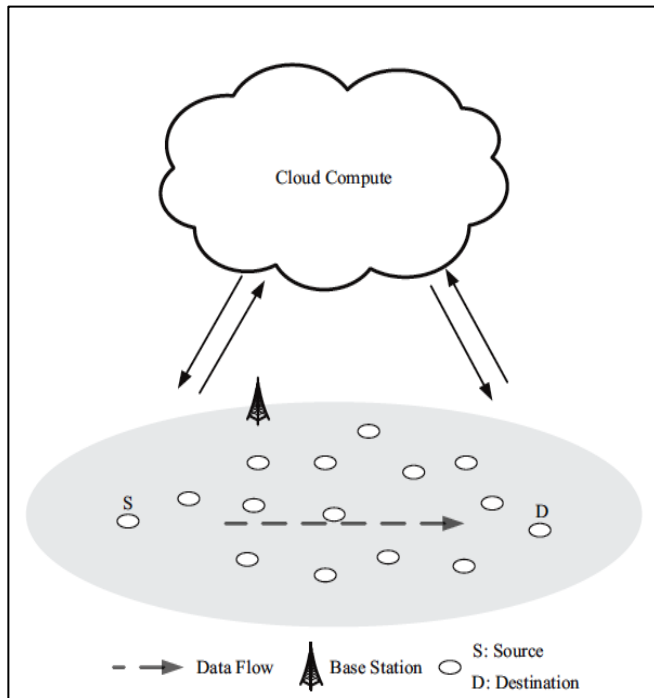 Cloud Compute
S
D
Data Flow
Base Station
S: Source
D: Destination